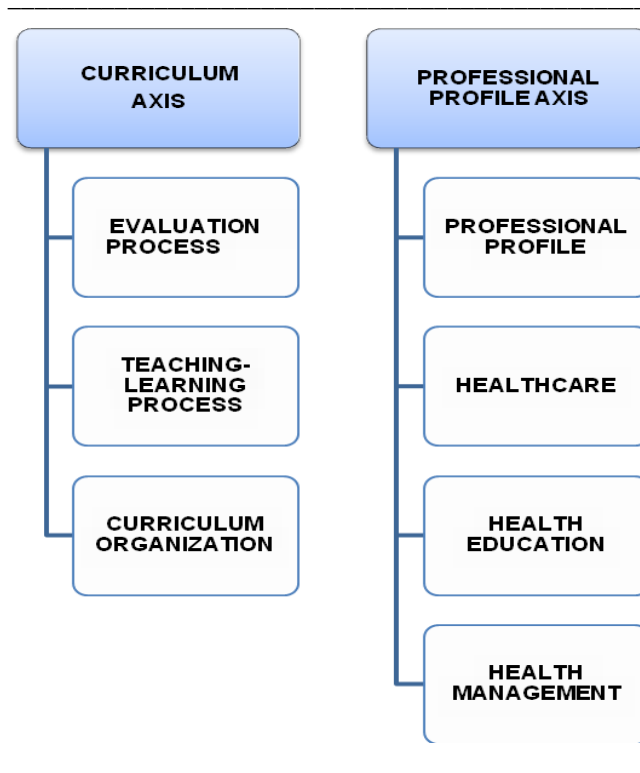 CURRICULUM
AXIS
EVALUATION
PROCESS
TEACHING-
LEARNING
PROCESS
CURRICULUM
ORGANIZATION
PROFESSIONAL
PROFILE AXIS
PROFESSIONAL
PROFILE
HEALTHCARE
HEALTH
EDUCATION
HEALTH
MANAGEMENT